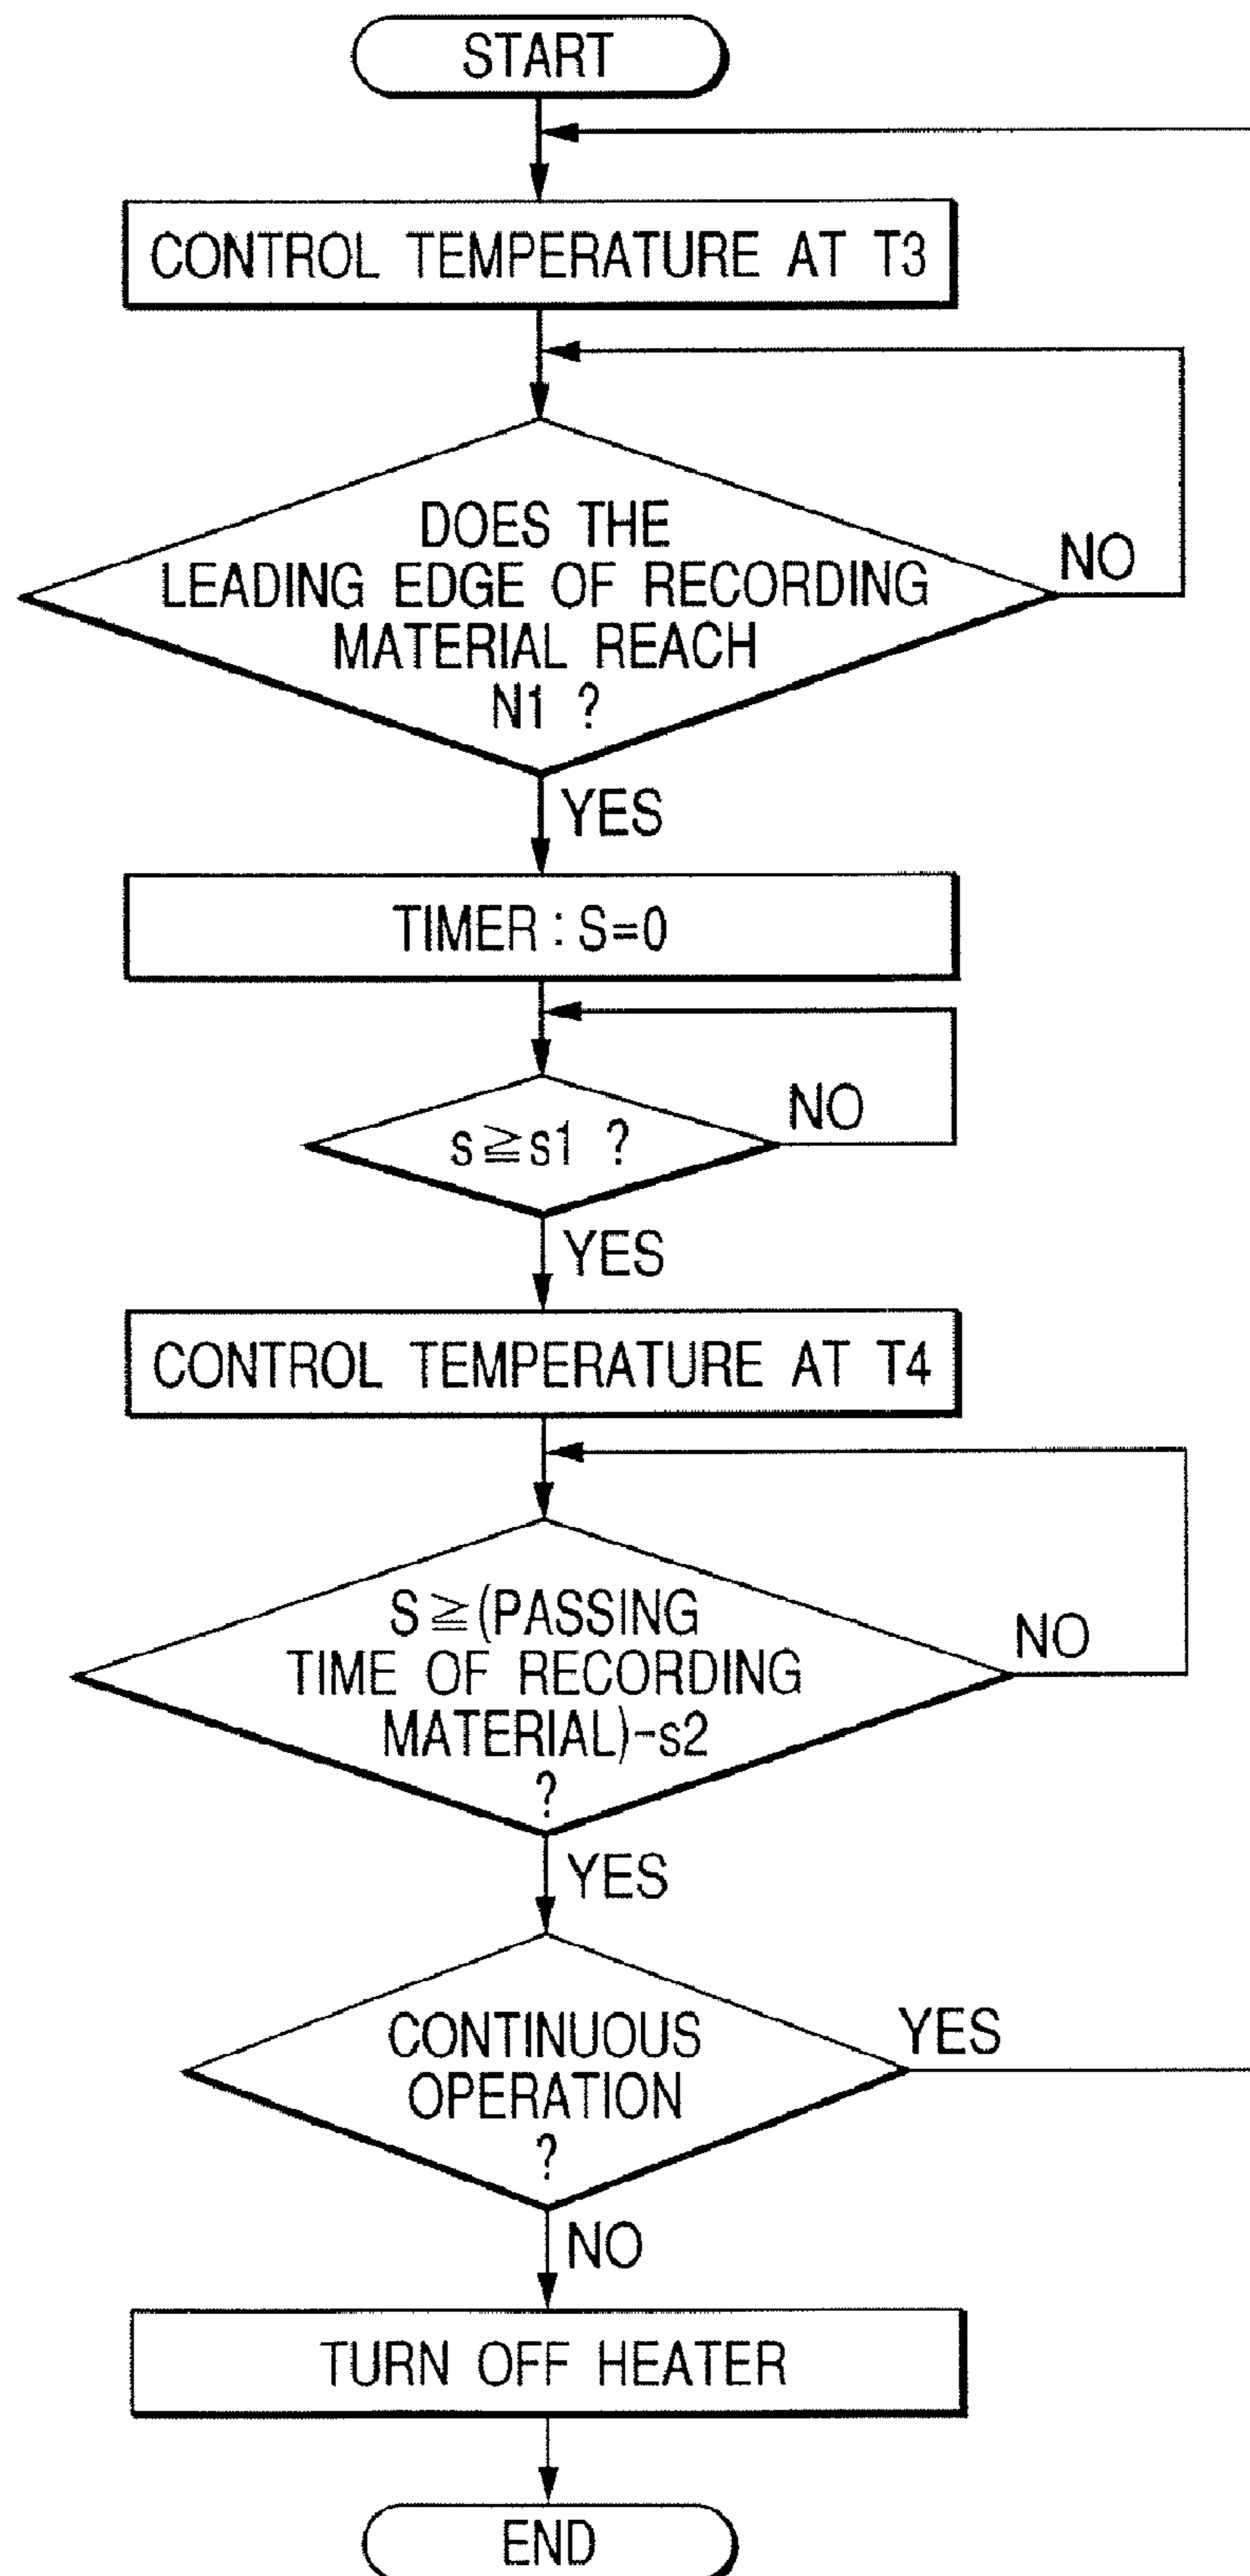 START
CONTROL TEMPERATURE AT T3
DOES THE
LEADING EDGE OF RECORDING
MATERIAL REACH
N1 ?
NO
YES
TIMER : S=0
s≧s1 ?
NO
YES
CONTROL TEMPERATURE AT T4
S≧(PASSING
TIME OF RECORDING
MATERIAL)-s2
?
NO
YES
CONTINUOUS
OPERATION
?
YES
NO
TURN OFF HEATER
END